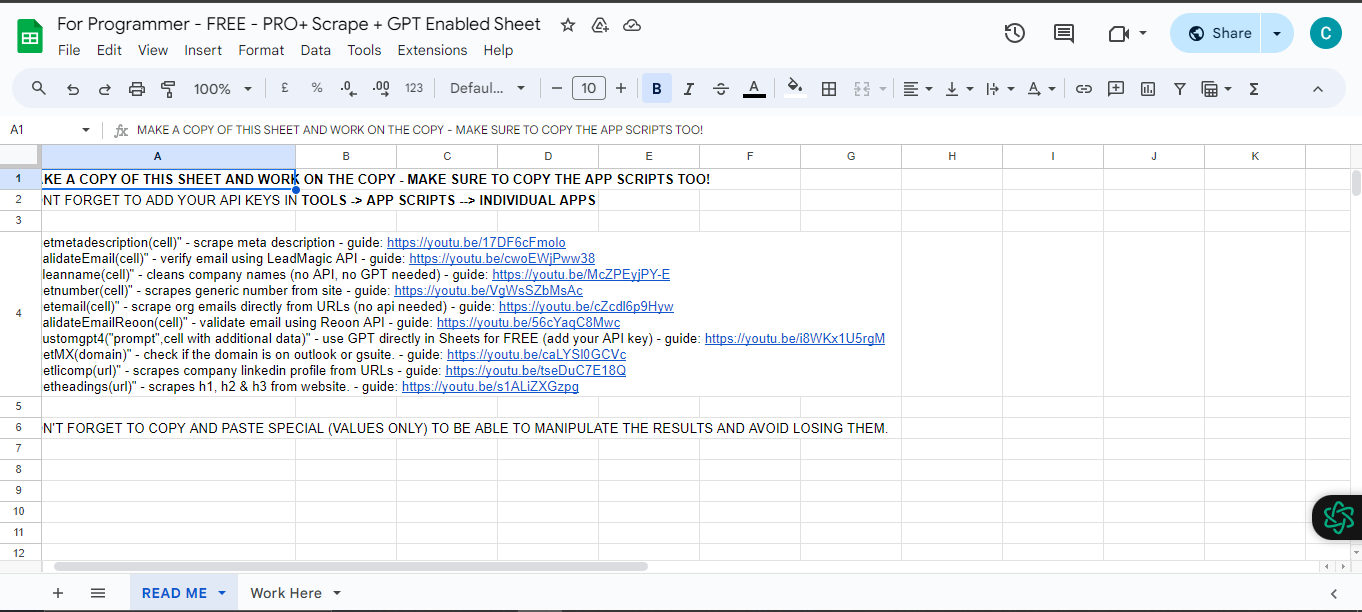 For Programmer - FREE - PRO+ Scrape + GPT Enabled Sheet
File Edit View Insert Format Data Tools Extensions Help
Share
C
100% £ % .0 .00 123 Defaul... 10 B I A
A1 fx MAKE A COPY OF THIS SHEET AND WORK ON THE COPY - MAKE SURE TO COPY THE APP SCRIPTS TOO!
A B C D E F G H I J K
1 KE A COPY OF THIS SHEET AND WORK ON THE COPY - MAKE SURE TO COPY THE APP SCRIPTS TOO!
2 NT FORGET TO ADD YOUR API KEYS IN TOOLS -> APP SCRIPTS --> INDIVIDUAL APPS
3
etmetadescription(cell)" - scrape meta description - guide: https://youtu.be/17DF6cFmolo
alidateEmail(cell)" - verify email using LeadMagic API - guide: https://youtu.be/cwoEWjPww38
leanname(cell)" - cleans company names (no API, no GPT needed) - guide: https://youtu.be/McZPEyjPY-E
etnumber(cell)" - scrapes generic number from site - guide: https://youtu.be/VgWsSZbMsAc
etemail(cell)" - scrape org emails directly from URLs (no api needed) - guide: https://youtu.be/cZcdl6p9Hyw
4 alidateEmailReoon(cell)" - validate email using Reoon API - guide: https://youtu.be/56cYaqC8Mwc
ustomgpt4("prompt",cell with additional data)" - use GPT directly in Sheets for FREE (add your API key) - guide: https://youtu.be/i8WKx1U5rgM
etMX(domain)" - check if the domain is on outlook or gsuite. - guide: https://youtu.be/caLYSI0GCVc
etlicomp(url)" - scrapes company linkedin profile from URLs - guide: https://youtu.be/tseDuC7E18Q
etheadings(url)" - scrapes h1, h2 & h3 from website. - guide: https://youtu.be/s1ALiZXGzpg
5
6 N'T FORGET TO COPY AND PASTE SPECIAL (VALUES ONLY) TO BE ABLE TO MANIPULATE THE RESULTS AND AVOID LOSING THEM.
7
8
9
10
11
12
READ ME Work Here